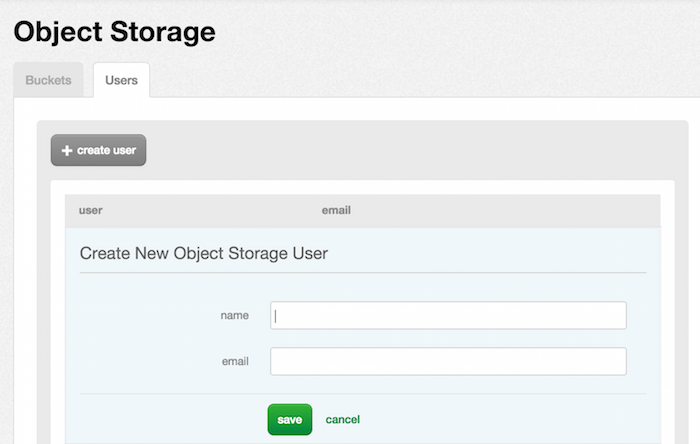 Object Storage
Buckets Users
+ create user
user email
Create New Object Storage User
name
email
save cancel